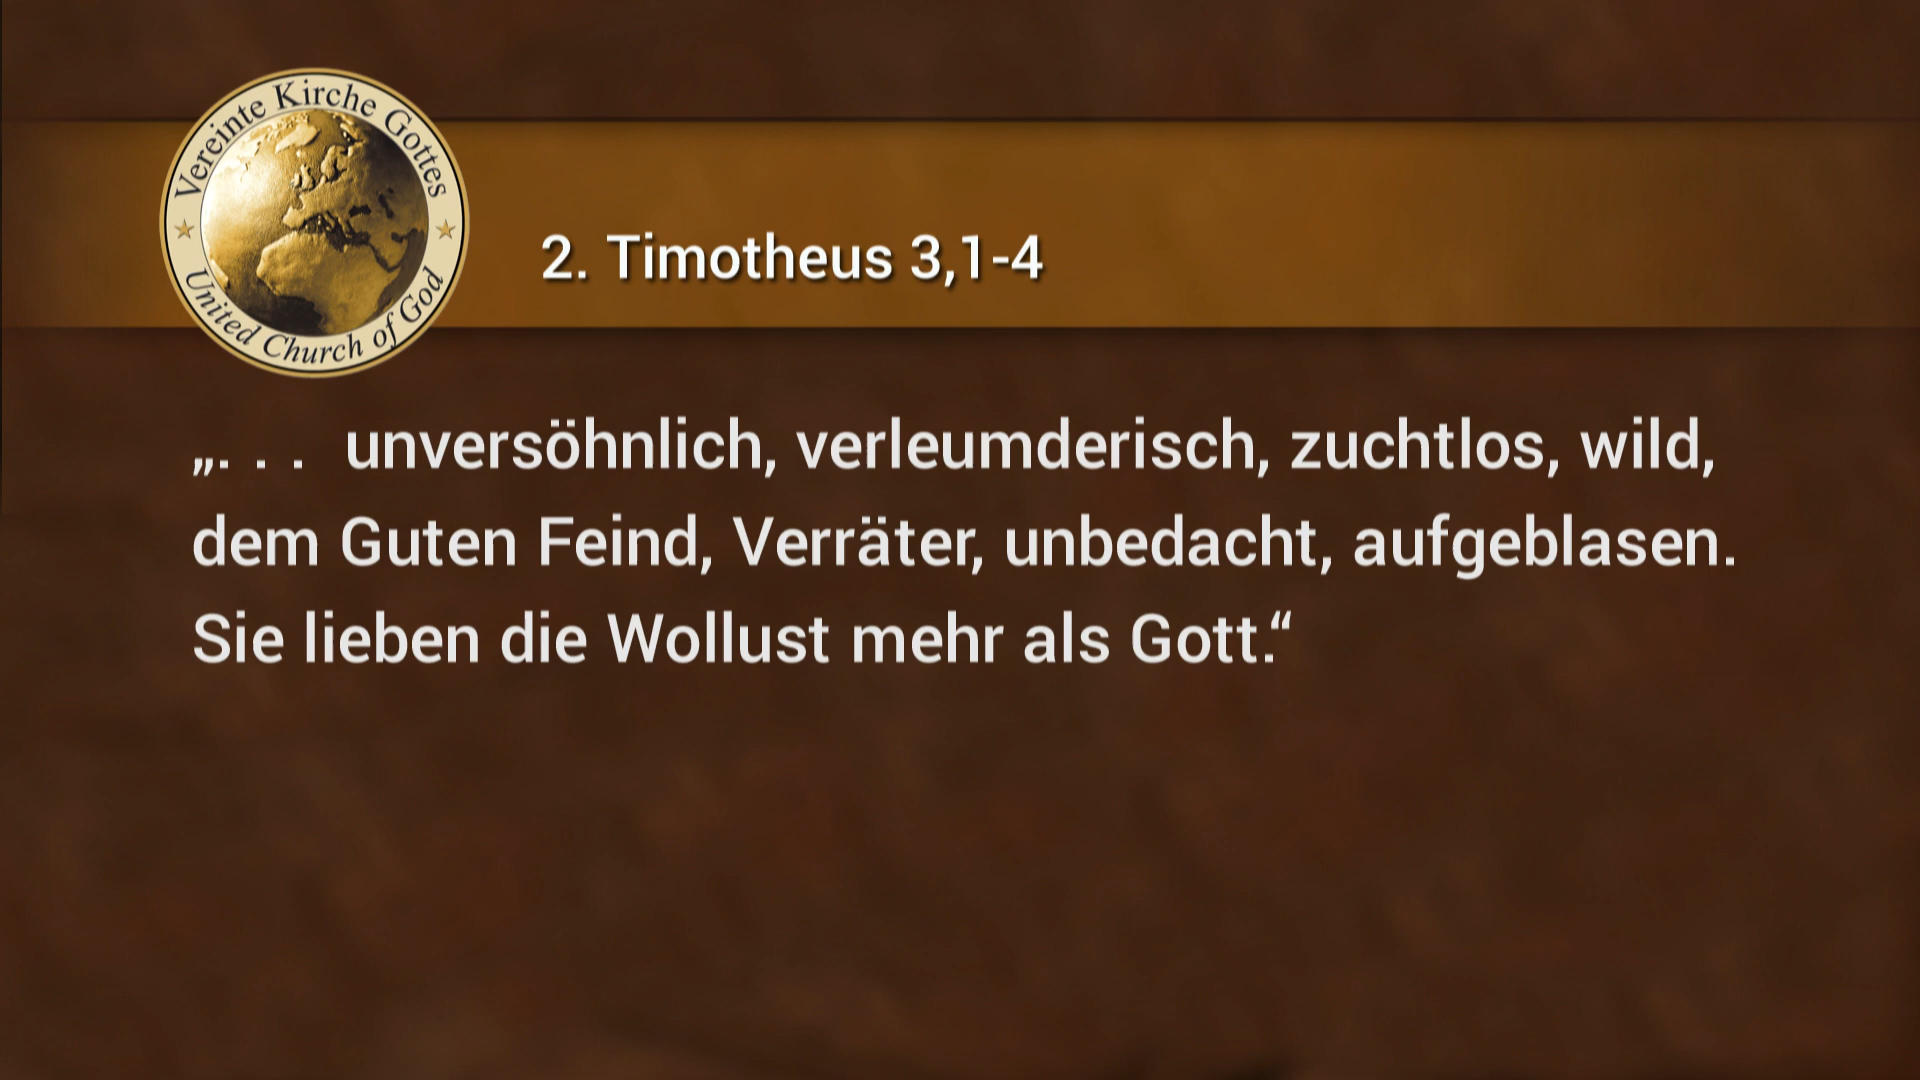 Vereinte Kirche Gottes
United Church of God
2. Timotheus 3,1-4
„. . . unversöhnlich, verleumderisch, zuchtlos, wild,
dem Guten Feind, Verräter, unbedacht, aufgeblasen.
Sie lieben die Wollust mehr als Gott.“